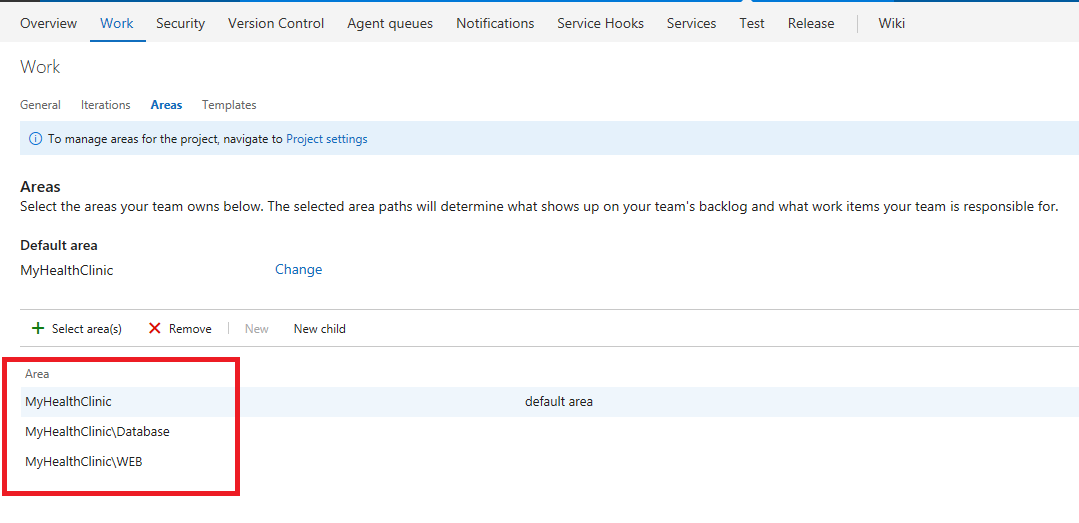 Overview Work Security Version Control Agent queues Notifications Service Hooks Services Test Release Wiki
Work
General Iterations Areas Templates
To manage areas for the project, navigate to Project settings
Areas
Select the areas your team owns below. The selected area paths will determine what shows up on your team's backlog and what work items your team is responsible for.
Default area
MyHealthClinic Change
Select area(s) Remove New New child
Area
MyHealthClinic default area
MyHealthClinic\Database
MyHealthClinic\WEB